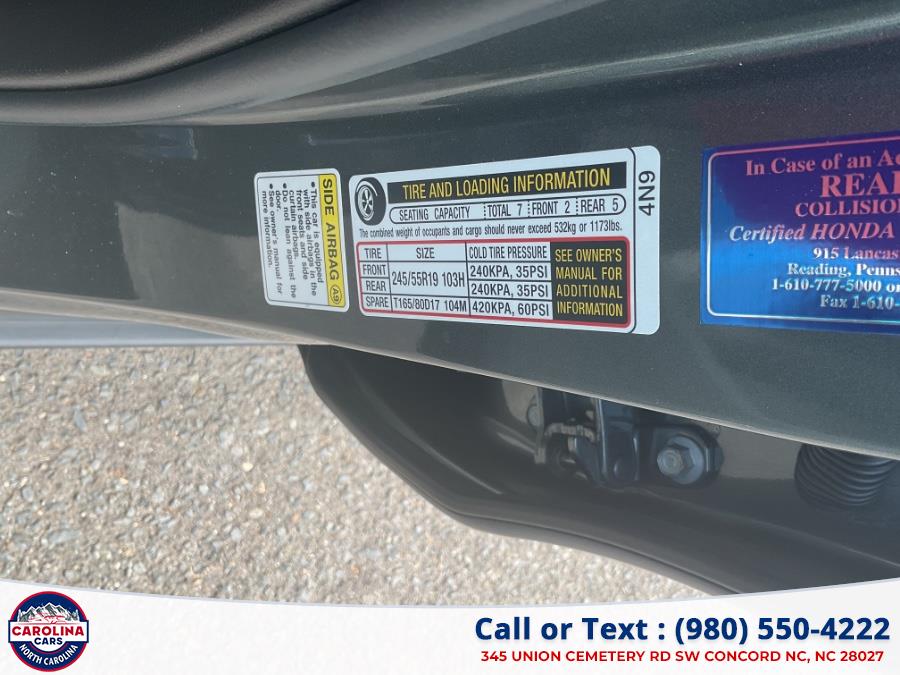 SIDE AIRBAG A9
• This car is equipped
with side airbags in the
front seats and side
curtain airbags.
• Do not lean against the
door.
• See owner's manual for
more information.
TIRE AND LOADING INFORMATION
SEATING CAPACITY TOTAL 7 FRONT 2 REAR 5
The combined weight of occupants and cargo should never exceed 532kg or 1173lbs.
TIRE SIZE COLD TIRE PRESSURE
FRONT 245/55R19 103H 240KPA, 35PSI
REAR 240KPA, 35PSI
SPARE T165/80D17 104M 420KPA, 60PSI
SEE OWNER'S
MANUAL FOR
ADDITIONAL
INFORMATION
4N9
In Case of an
COLLISION
Certified HONDA
915
Reading,
1-610-777-5000 or
Fax 1-610-
CAROLINA
CARS
NORTH CAROLINA
Call or Text : (980) 550-4222
345 UNION CEMETERY RD SW CONCORD NC, NC 28027